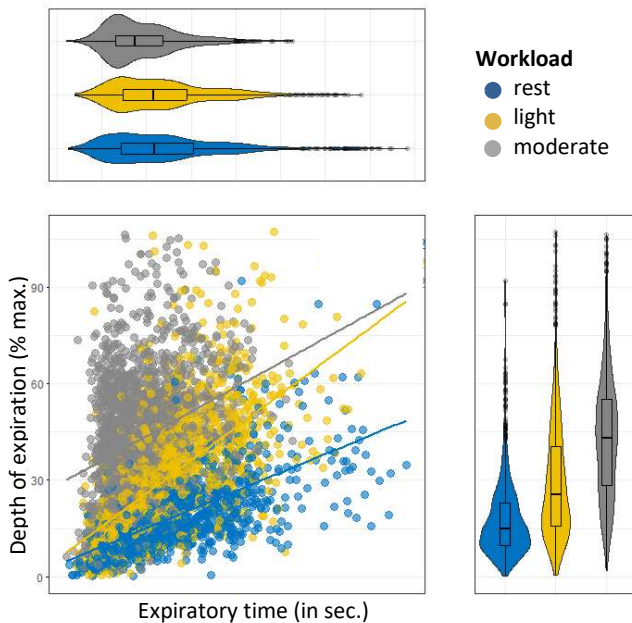 Workload
rest
light
moderate
Depth of expiration (% max.)
90
60
30
0
Expiratory time (in sec.)